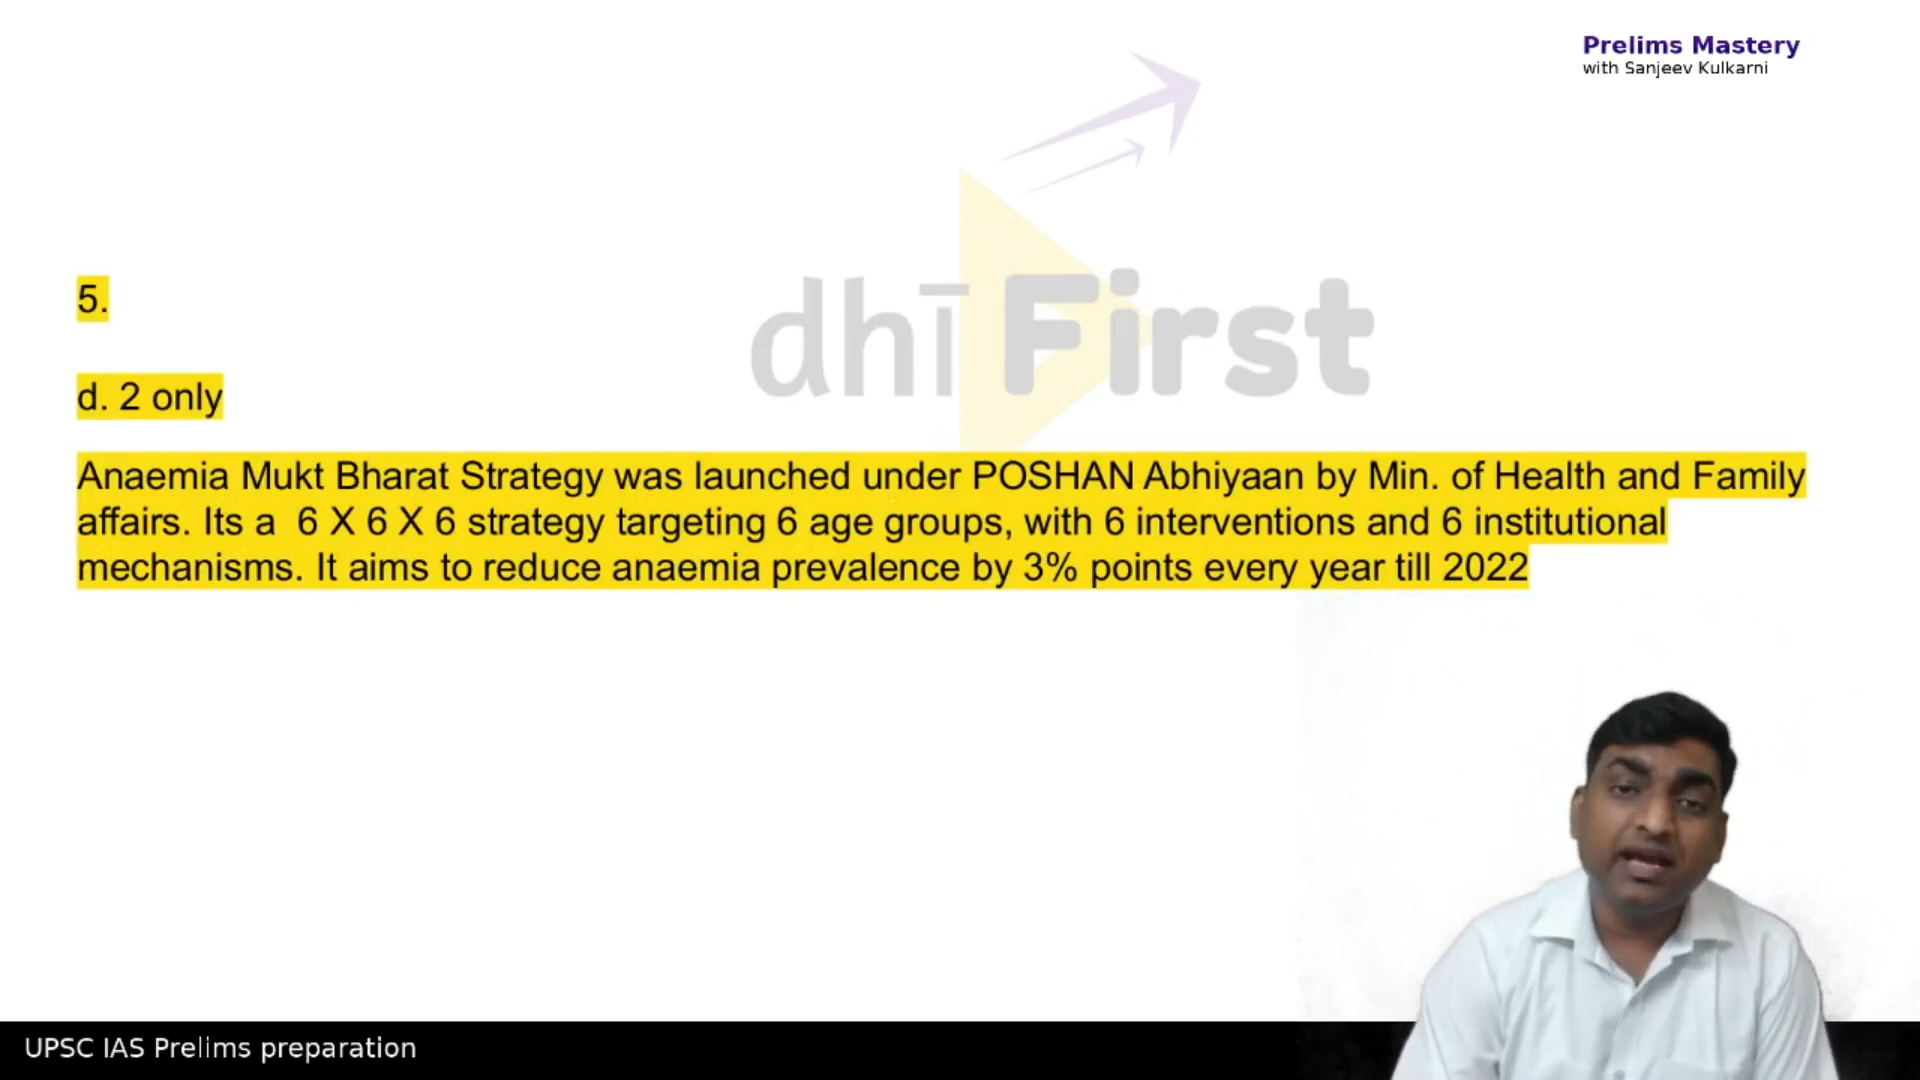 Prelims Mastery
with Sanjeev Kulkarni
dhī First
5.
d. 2 only
Anaemia Mukt Bharat Strategy was launched under POSHAN Abhiyaan by Min. of Health and Family
affairs. Its a  6 X 6 X 6 strategy targeting 6 age groups, with 6 interventions and 6 institutional
mechanisms. It aims to reduce anaemia prevalence by 3% points every year till 2022
UPSC IAS Prelims preparation